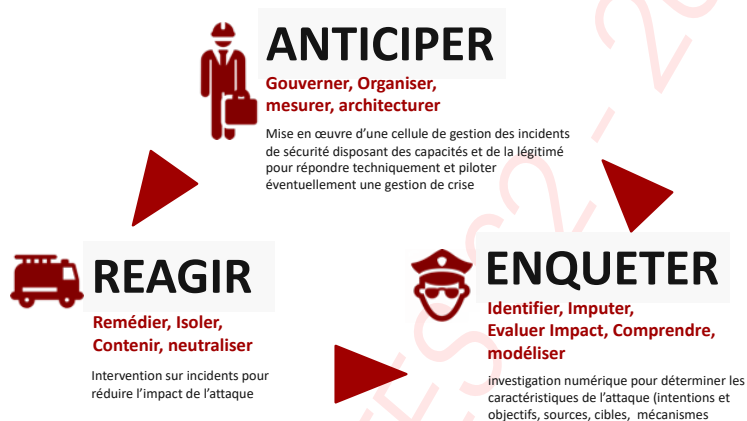 ANTICIPER
Gouverner, Organiser,
mesurer, architecturer
Mise en œuvre d'une cellule de gestion des incidents
de sécurité disposant des capacités et de la légitimé
pour répondre techniquement et piloter
éventuellement une gestion de crise
REAGIR
Remédier, Isoler,
Contenir, neutraliser
Intervention sur incidents pour
réduire l'impact de l'attaque
ENQUETER
Identifier, Imputer,
Evaluer Impact, Comprendre,
modéliser
investigation numérique pour déterminer les
caractéristiques de l'attaque (intentions et
objectifs, sources, cibles, mécanismes